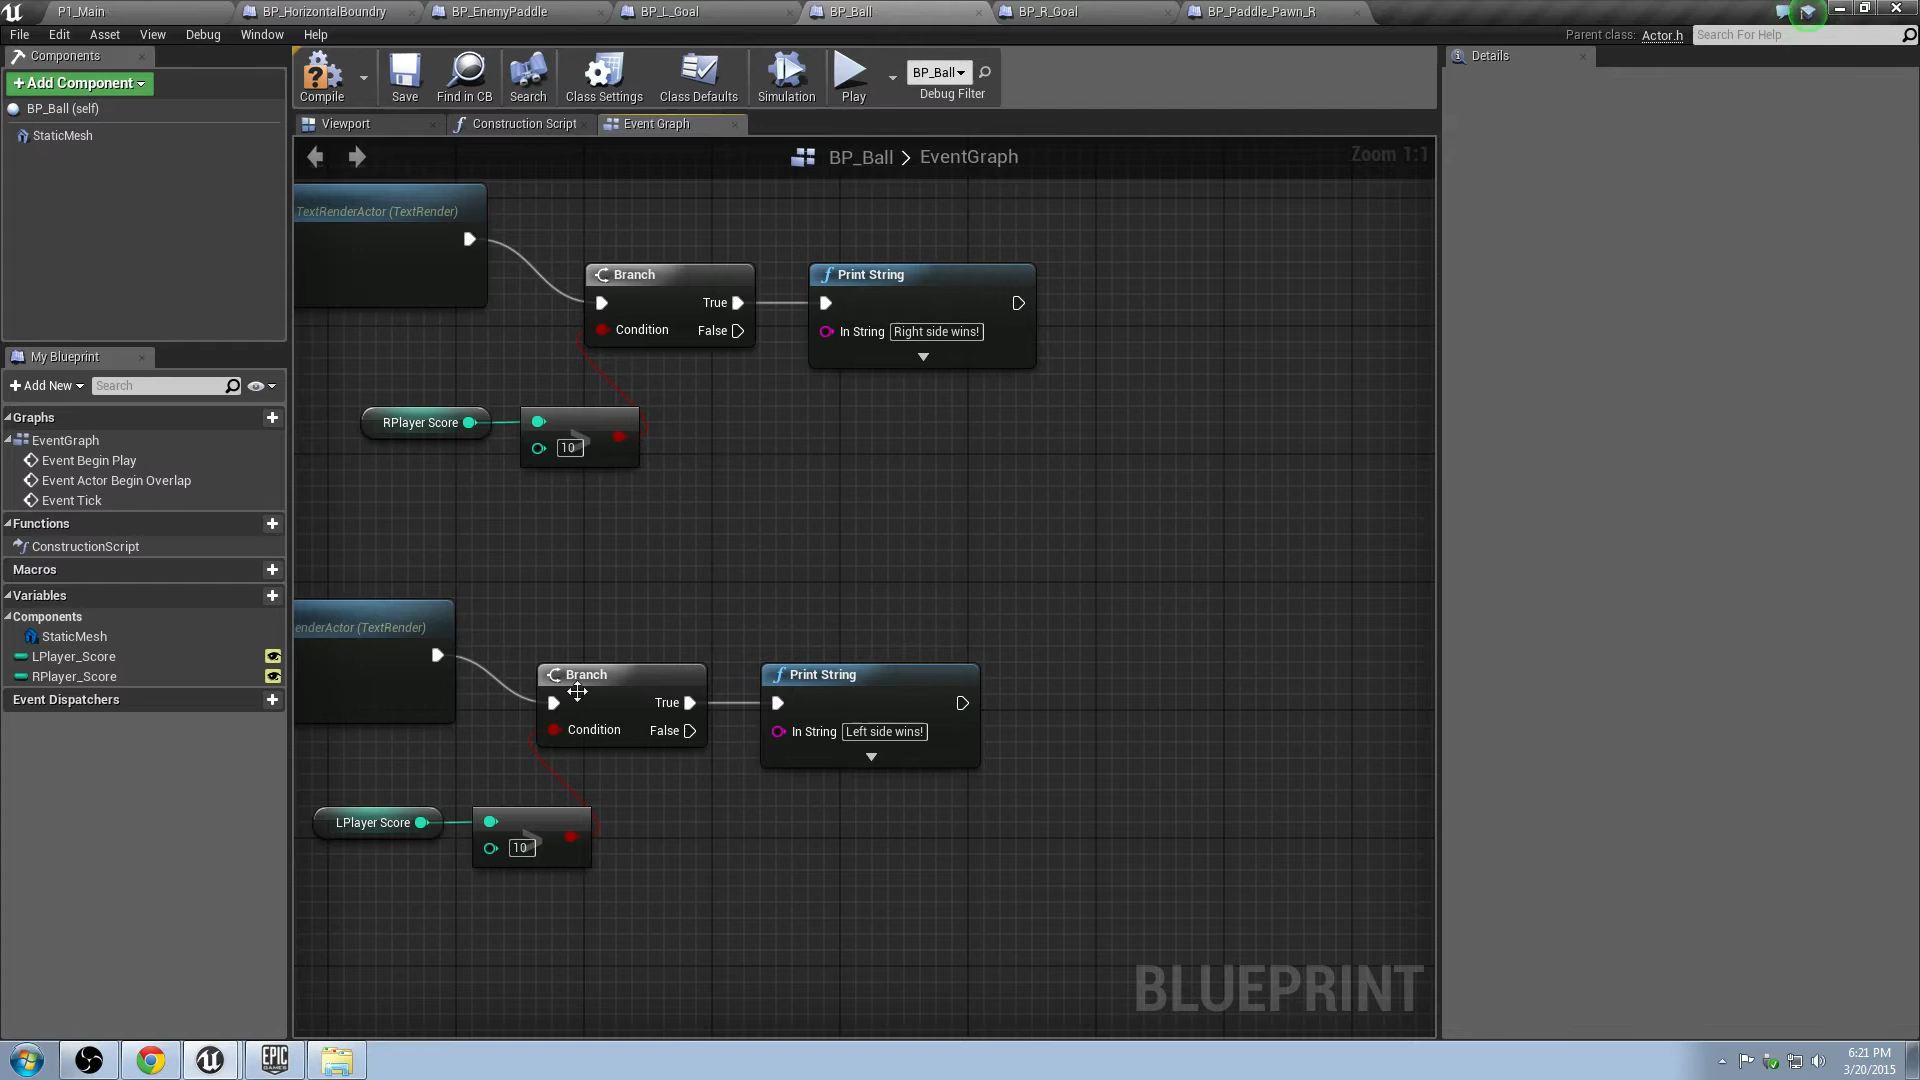 P1_Main
BP_HorizontalBoundry
BP_EnemyPaddle
BP_L_Goal
BP_Ball
BP_R_Goal
BP_Paddle_Pawn_R
File Edit Asset View Debug Window Help
Parent class: Actor.h
Search For Help
Components
Add Component
BP_Ball (self)
StaticMesh
Compile
Save
Find in CB
Search
Class Settings
Class Defaults
Simulation
Play
BP_Ball
Debug Filter
Details
Viewport
Construction Script
Event Graph
BP_Ball > EventGraph
Zoom 1:1
TextRenderActor (TextRender)
Branch
True
Condition
False
Print String
In String
Right side wins!
RPlayer Score
10
enderActor (TextRender)
Branch
True
Condition
False
Print String
In String
Left side wins!
LPlayer Score
10
BLUEPRINT
My Blueprint
Add New
Search
Graphs
EventGraph
Event Begin Play
Event Actor Begin Overlap
Event Tick
Functions
ConstructionScript
Macros
Variables
Components
StaticMesh
LPlayer_Score
RPlayer_Score
Event Dispatchers
EPIC
GAMES
6:21 PM
3/20/2015